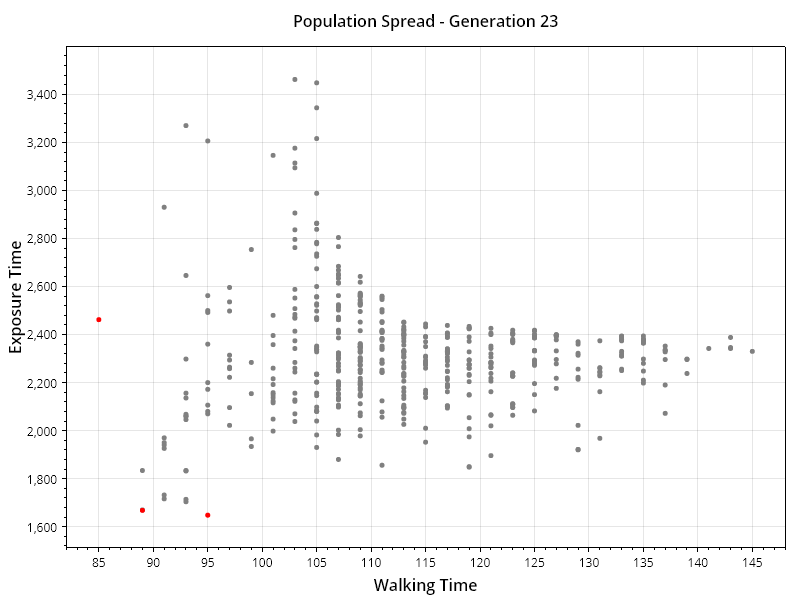 Population Spread - Generation 23
3,400
3,200
3,000
2,800
2,600
2,400
2,200
2,000
1,800
1,600
Exposure Time
85 90 95 100 105 110 115 120 125 130 135 140 145
Walking Time